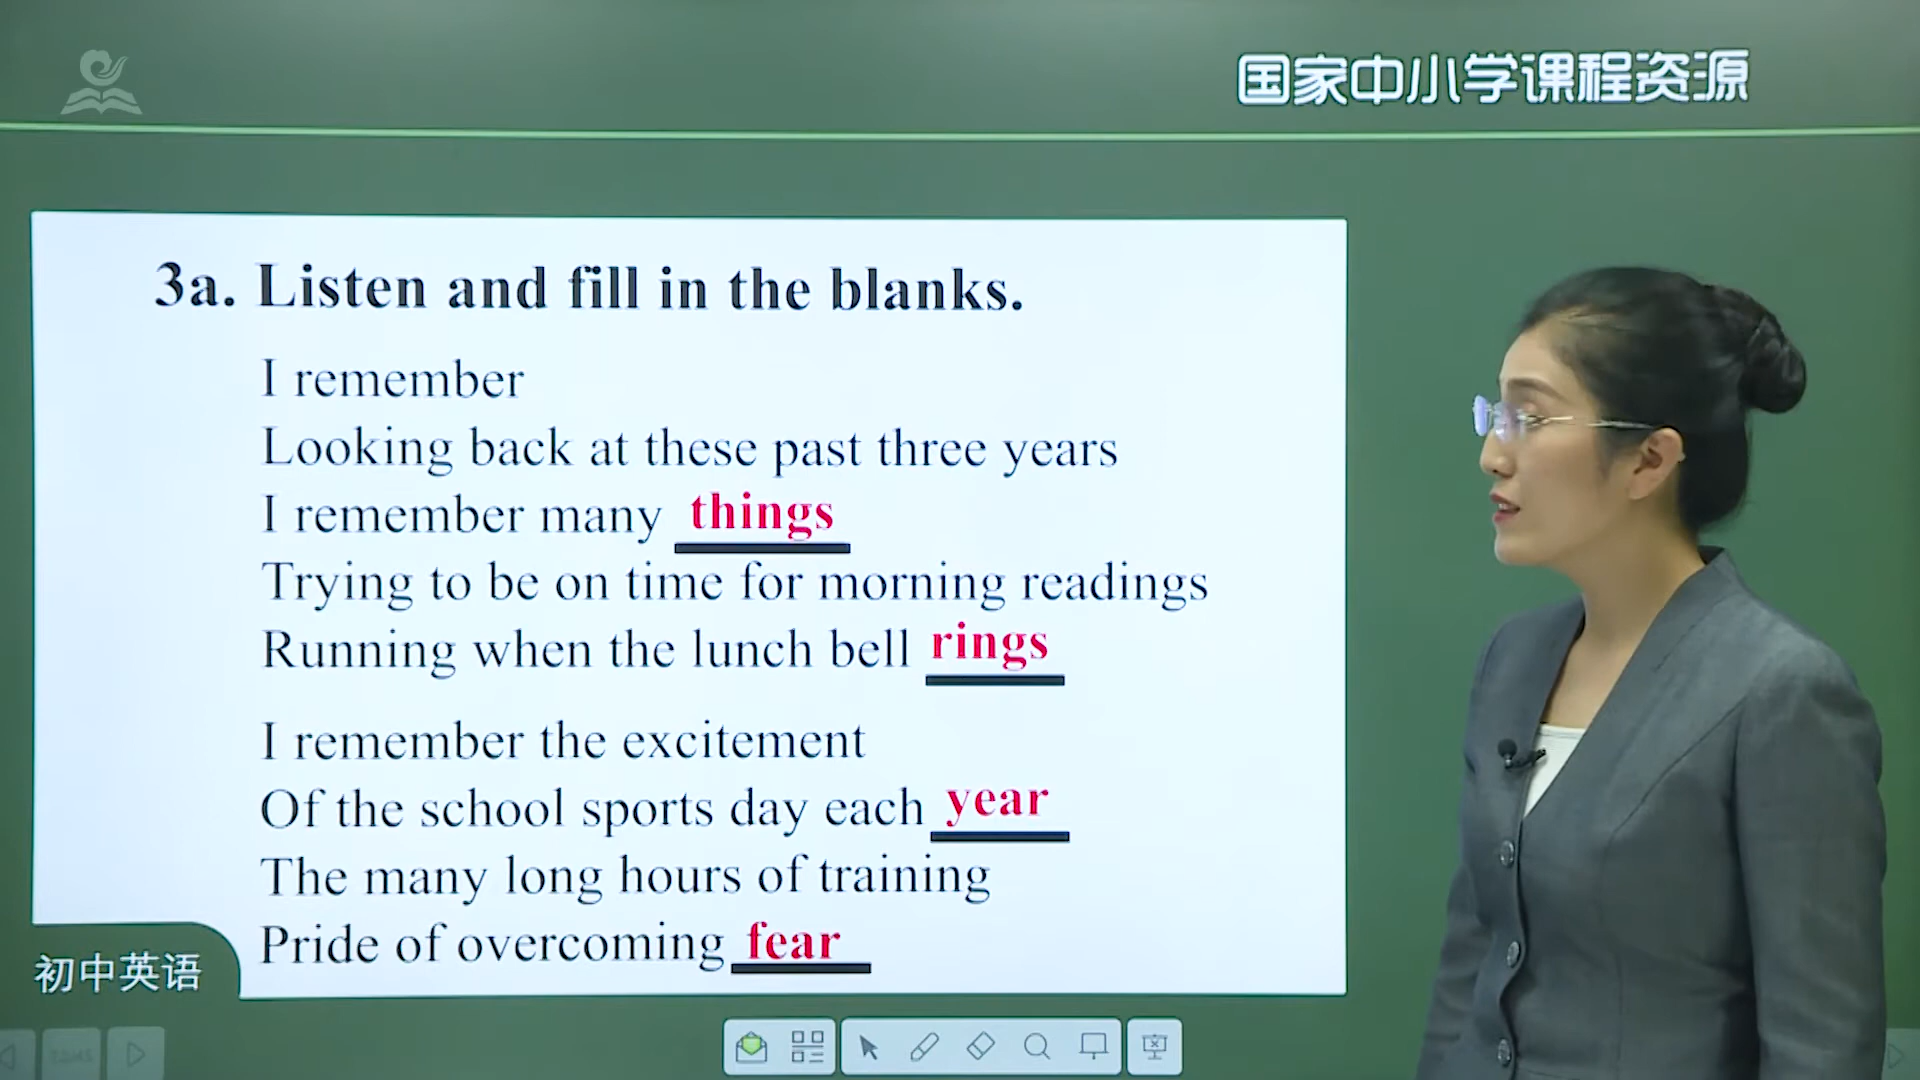 国家中小学课程资源
3a. Listen and fill in the blanks.
I remember
Looking back at these past three years
I remember many things
Trying to be on time for morning readings
Running when the lunch bell rings
I remember the excitement
Of the school sports day each year
The many long hours of training
Pride of overcoming fear
初中英语